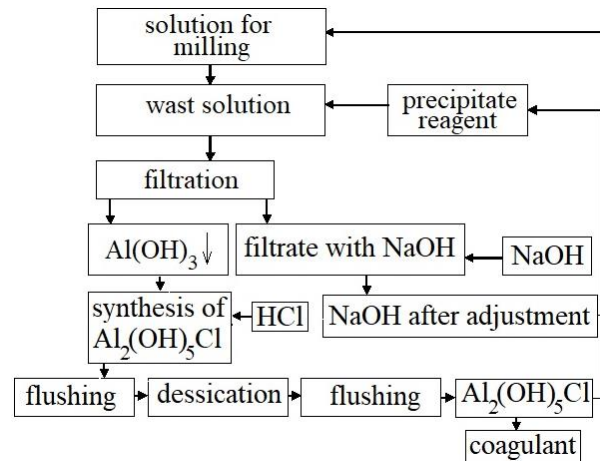 solution for
milling
wast solution
precipitate
reagent
filtration
Al(OH)₃↓
filtrate with NaOH
NaOH
synthesis of
Al₂(OH)₅Cl
HCl
NaOH after adjustment
flushing
dessication
flushing
Al₂(OH)₅Cl
coagulant